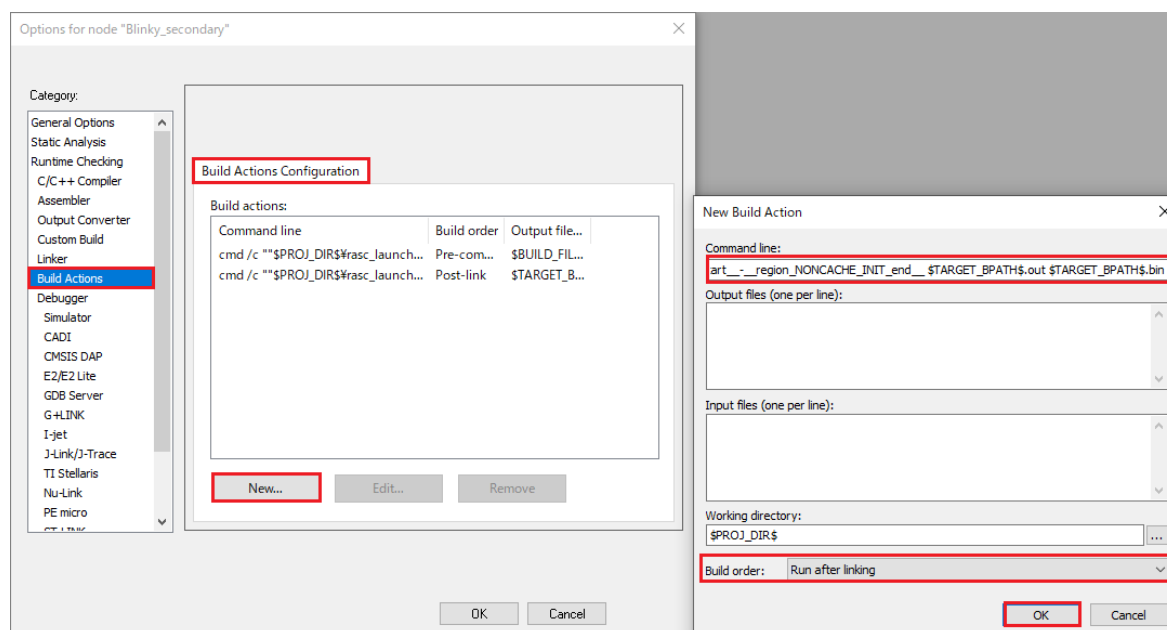 Options for node "Blinky_secondary"
Category:
General Options
Static Analysis
Runtime Checking
C/C++ Compiler
Assembler
Output Converter
Custom Build
Linker
Build Actions
Debugger
Simulator
CADI
CMSIS DAP
E2/E2 Lite
GDB Server
G+LINK
I-jet
J-Link/J-Trace
TI Stellaris
Nu-Link
PE micro
ST-LINK
Build Actions Configuration
Build actions:
Command line Build order Output file...
cmd /c ""$PROJ_DIR$¥rasc_launch... Pre-com... $BUILD_FIL...
cmd /c ""$PROJ_DIR$¥rasc_launch... Post-link $TARGET_B...
New... Edit... Remove
OK Cancel
New Build Action
Command line:
art__-__region_NONCACHE_INIT_end__ $TARGET_BPATH$.out $TARGET_BPATH$.bin
Output files (one per line):
Input files (one per line):
Working directory:
$PROJ_DIR$
...
Build order: Run after linking
OK Cancel